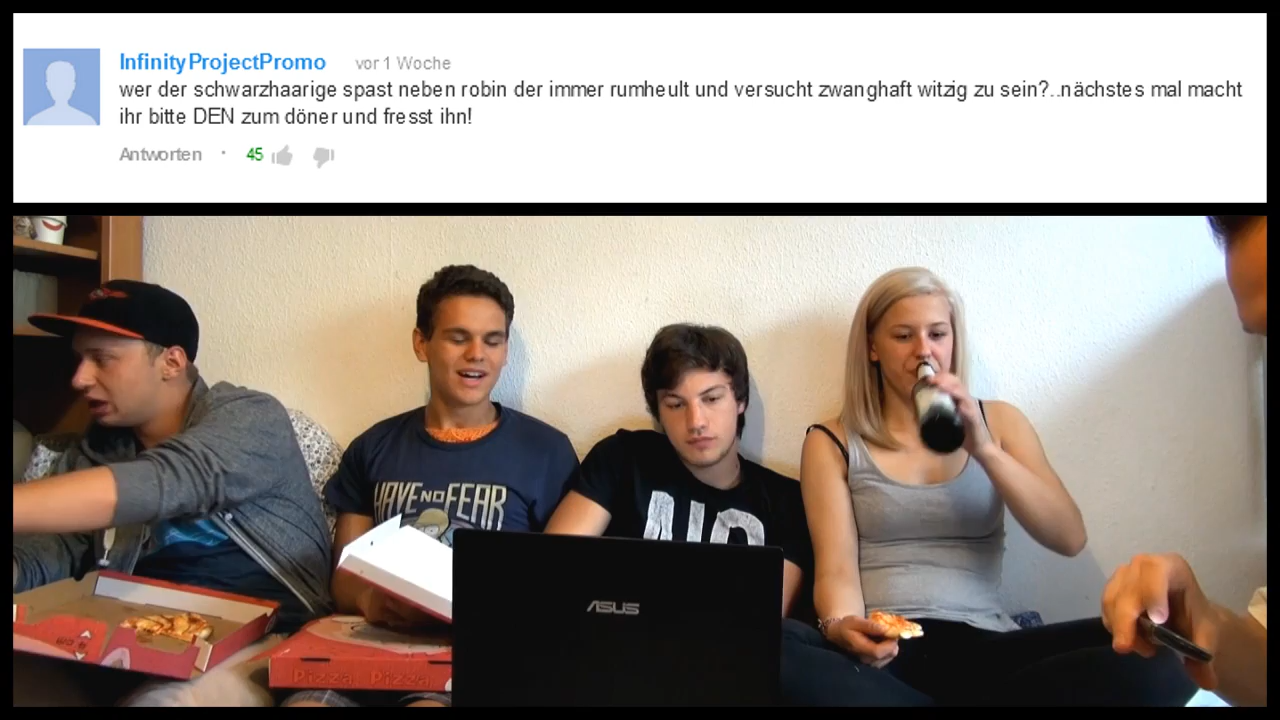 InfinityProjectPromo vor 1 Woche
wer der schwarzhaarige spast neben robin der immer rumheult und versucht zwanghaft witzig zu sein?..nächstes mal macht
ihr bitte DEN zum döner und fresst ihn!
Antworten · 45
HAVE NO FEAR
NO
ASUS
Pizza Pizza